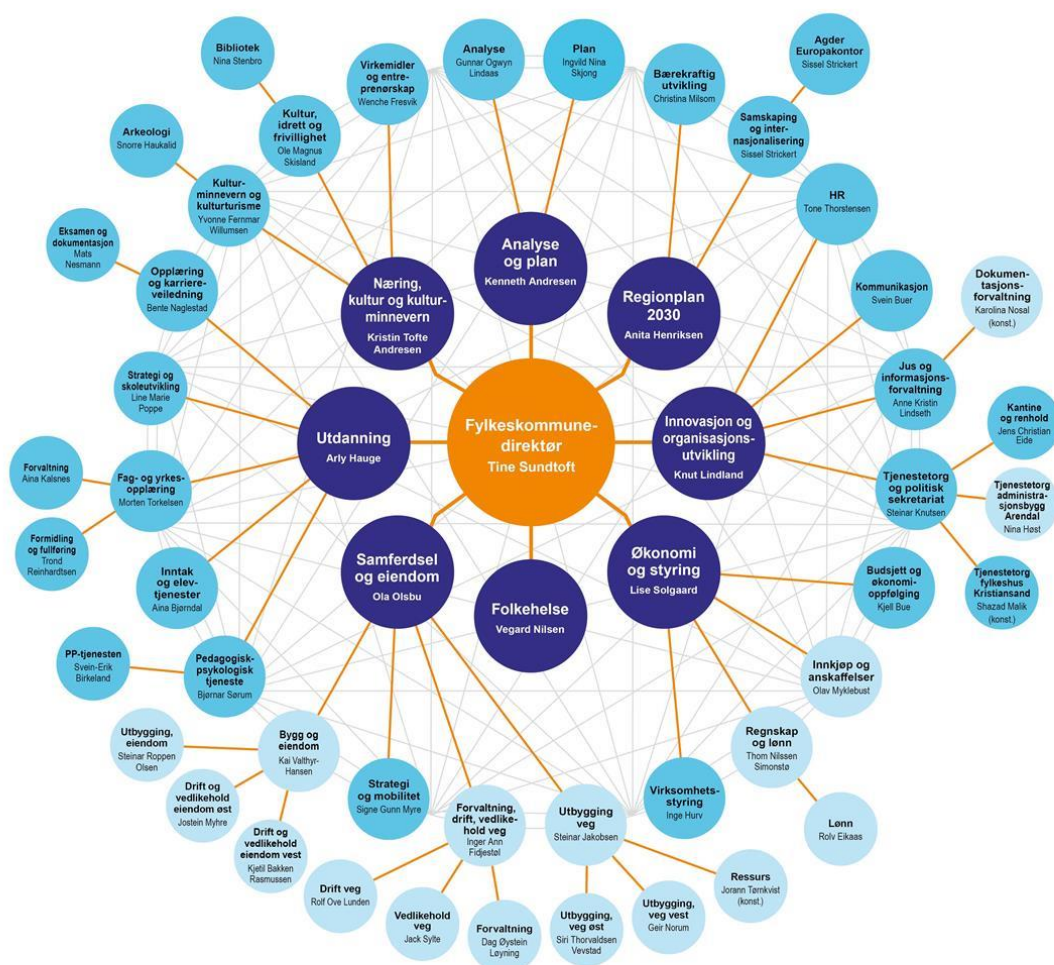 Fylkeskommune-
direktør
Tine Sundtoft
Analyse
og plan
Kenneth Andresen
Analyse
Gunnar Ogwyn
Lindaas
Plan
Ingvild Nina
Skjong
Regionplan
2030
Anita Henriksen
Bærekraftig
utvikling
Christina Milsom
Samskaping
og inter-
nasjonalisering
Sissel Strickert
Agder
Europakontor
Sissel Strickert
Innovasjon og
organisasjons-
utvikling
Knut Lindland
HR
Tone Thorstensen
Kommunikasjon
Svein Buer
Jus og
informasjons-
forvaltning
Anne Kristin
Lindseth
Dokumen-
tasjons-
forvaltning
Karolina Nosal
(konst.)
Tjenestetorg
og politisk
sekretariat
Steinar Knutsen
Kantine
og renhold
Jens Christian
Eide
Tjenestetorg
administra-
sjonsbygg
Arendal
Nina Høst
Tjenestetorg
fylkeshus
Kristiansand
Shazad Malik
(konst.)
Økonomi
og styring
Lise Solgaard
Budsjett og
økonomi-
oppfølging
Kjell Bue
Innkjøp og
anskaffelser
Olav Myklebust
Regnskap
og lønn
Thom Nilssen
Simonstø
Lønn
Rolv Eikaas
Virksomhets-
styring
Inge Hurv
Folkehelse
Vegard Nilsen
Samferdsel
og eiendom
Ola Olsbu
Utbygging
veg
Steinar Jakobsen
Ressurs
Jorann Tørnkvist
(konst.)
Utbygging,
veg vest
Geir Norum
Utbygging,
veg øst
Siri Thorvaldsen
Vevstad
Forvaltning,
drift, vedlike-
hold veg
Inger Ann
Fidjestøl
Forvaltning
Dag Øystein
Løyning
Vedlikehold
veg
Jack Sylte
Drift veg
Rolf Ove Lunden
Strategi
og mobilitet
Signe Gunn Myre
Bygg og
eiendom
Kai Valthyr-
Hansen
Drift og
vedlikehold
eiendom vest
Kjetil Bakken
Rasmussen
Drift og
vedlikehold
eiendom øst
Jostein Myhre
Utbygging,
eiendom
Steinar Roppen
Olsen
Utdanning
Arly Hauge
Pedagogisk-
psykologisk
tjeneste
Bjørnar Sørum
PP-tjenesten
Svein-Erik
Birkeland
Inntak
og elev-
tjenester
Aina Bjørndal
Fag- og yrkes-
opplæring
Morten Torkelsen
Formidling
og fullføring
Trond
Reinhardtsen
Forvaltning
Aina Kalsnes
Strategi og
skoleutvikling
Line Marie
Poppe
Opplæring
og karriere-
veiledning
Bente Naglestad
Eksamen og
dokumentasjon
Mats
Nesmann
Næring,
kultur og kultur-
minnevern
Kristin Tofte
Andresen
Kultur-
minnevern og
kulturturisme
Yvonne Fernmar
Willumsen
Arkeologi
Snorre Haukalid
Kultur,
idrett og
frivillighet
Ole Magnus
Skisland
Bibliotek
Nina Stenbro
Virkemidler
og entre-
prenørskap
Wenche Fresvik